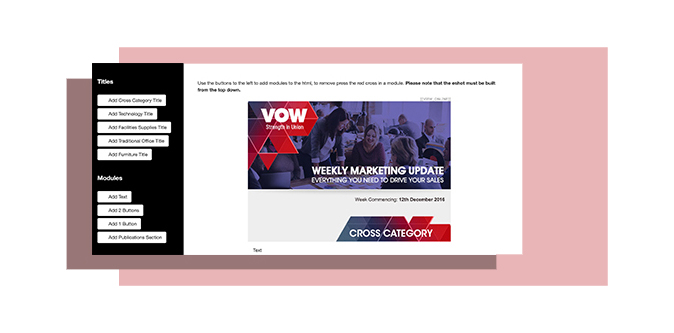 Titles
Add Cross Category Title
Add Technology Title
Add Facilities Supplies Title
Add Traditional Office Title
Add Furniture Title
Modules
Add Text
Add 2 Buttons
Add 1 Button
Add Publications Section
Use the buttons to the left to add modules to the html, to remove press the red cross in a module. Please note that the eshot must be built
from the top down.
VOW
Strength in Union
WEEKLY MARKETING UPDATE
EVERYTHING YOU NEED TO DRIVE YOUR SALES
Week Commencing: 12th December 2016
CROSS CATEGORY
Text